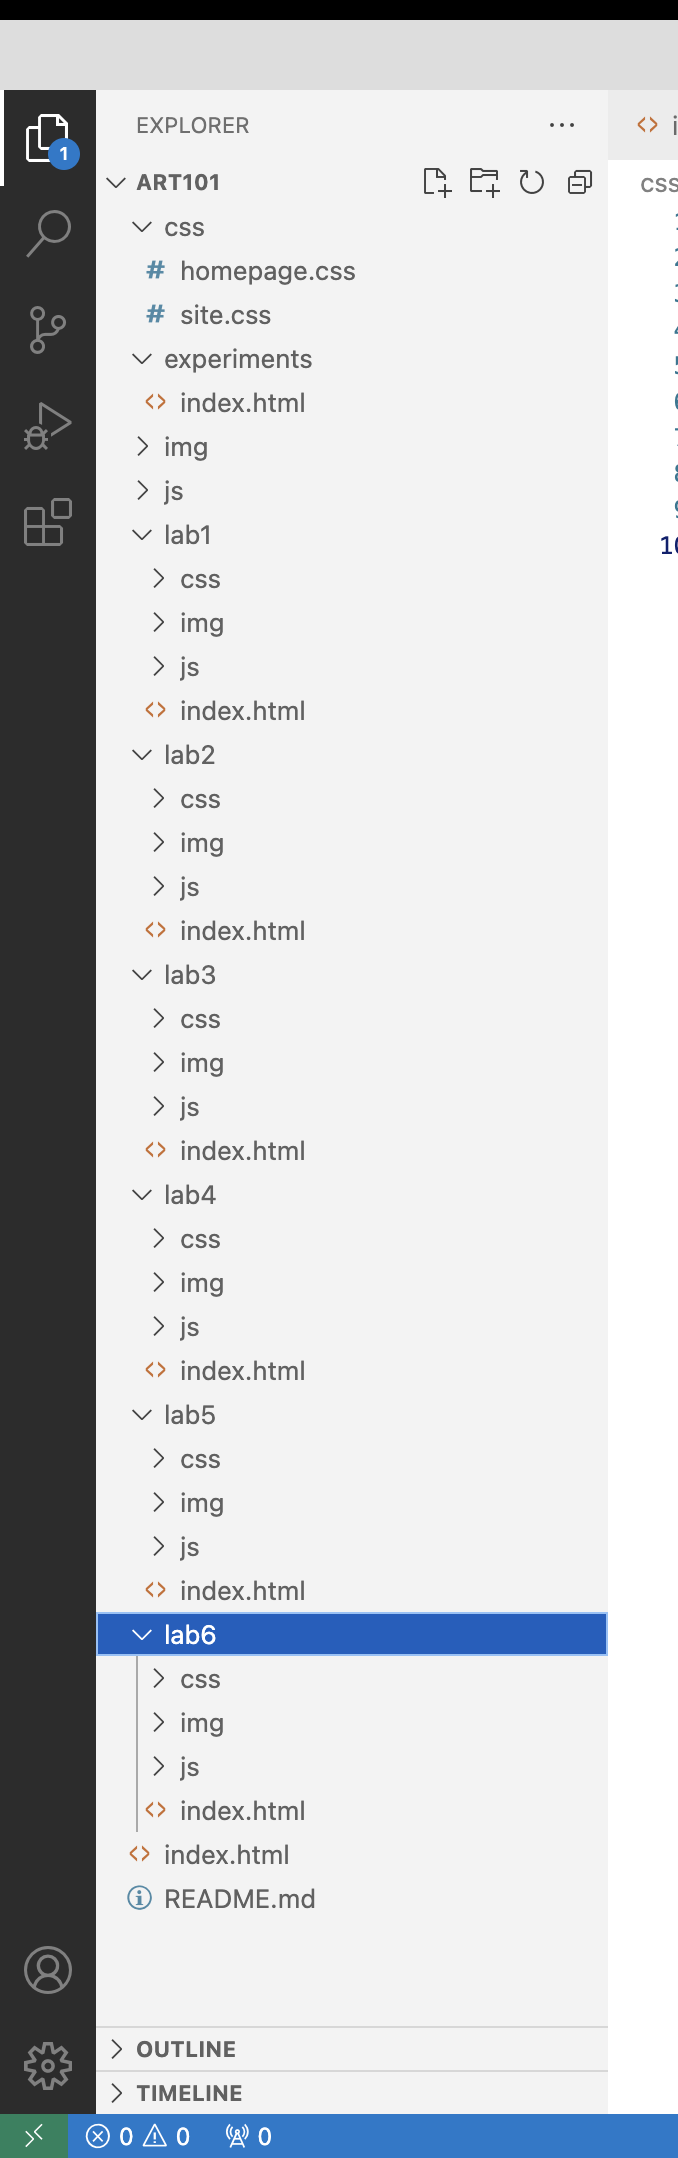 EXPLORER
1
ART101
css
css
homepage.css
site.css
experiments
index.html
img
js
lab1
10
css
img
js
index.html
lab2
css
img
js
index.html
lab3
css
img
js
index.html
lab4
css
img
js
index.html
lab5
css
img
js
index.html
lab6
css
img
js
index.html
index.html
README.md
OUTLINE
TIMELINE
0 0 0